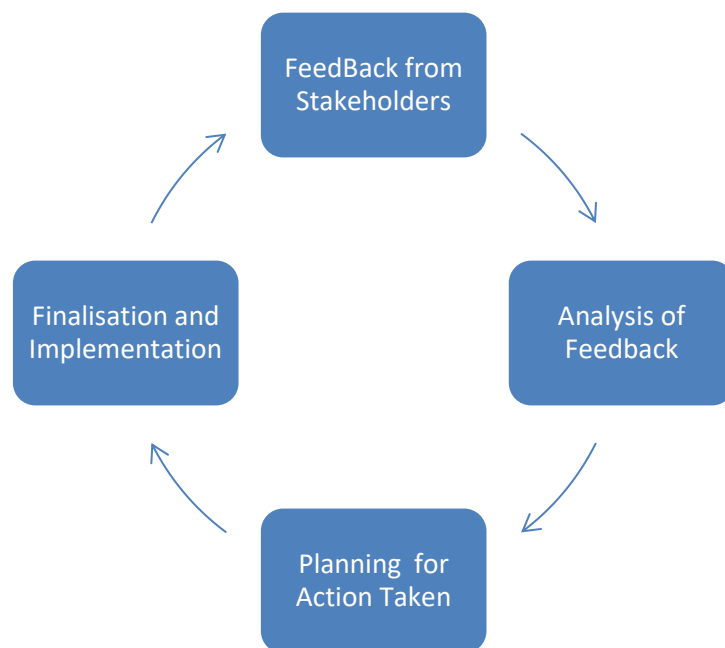 FeedBack from
Stakeholders
Analysis of
Feedback
Planning  for
Action Taken
Finalisation and
Implementation